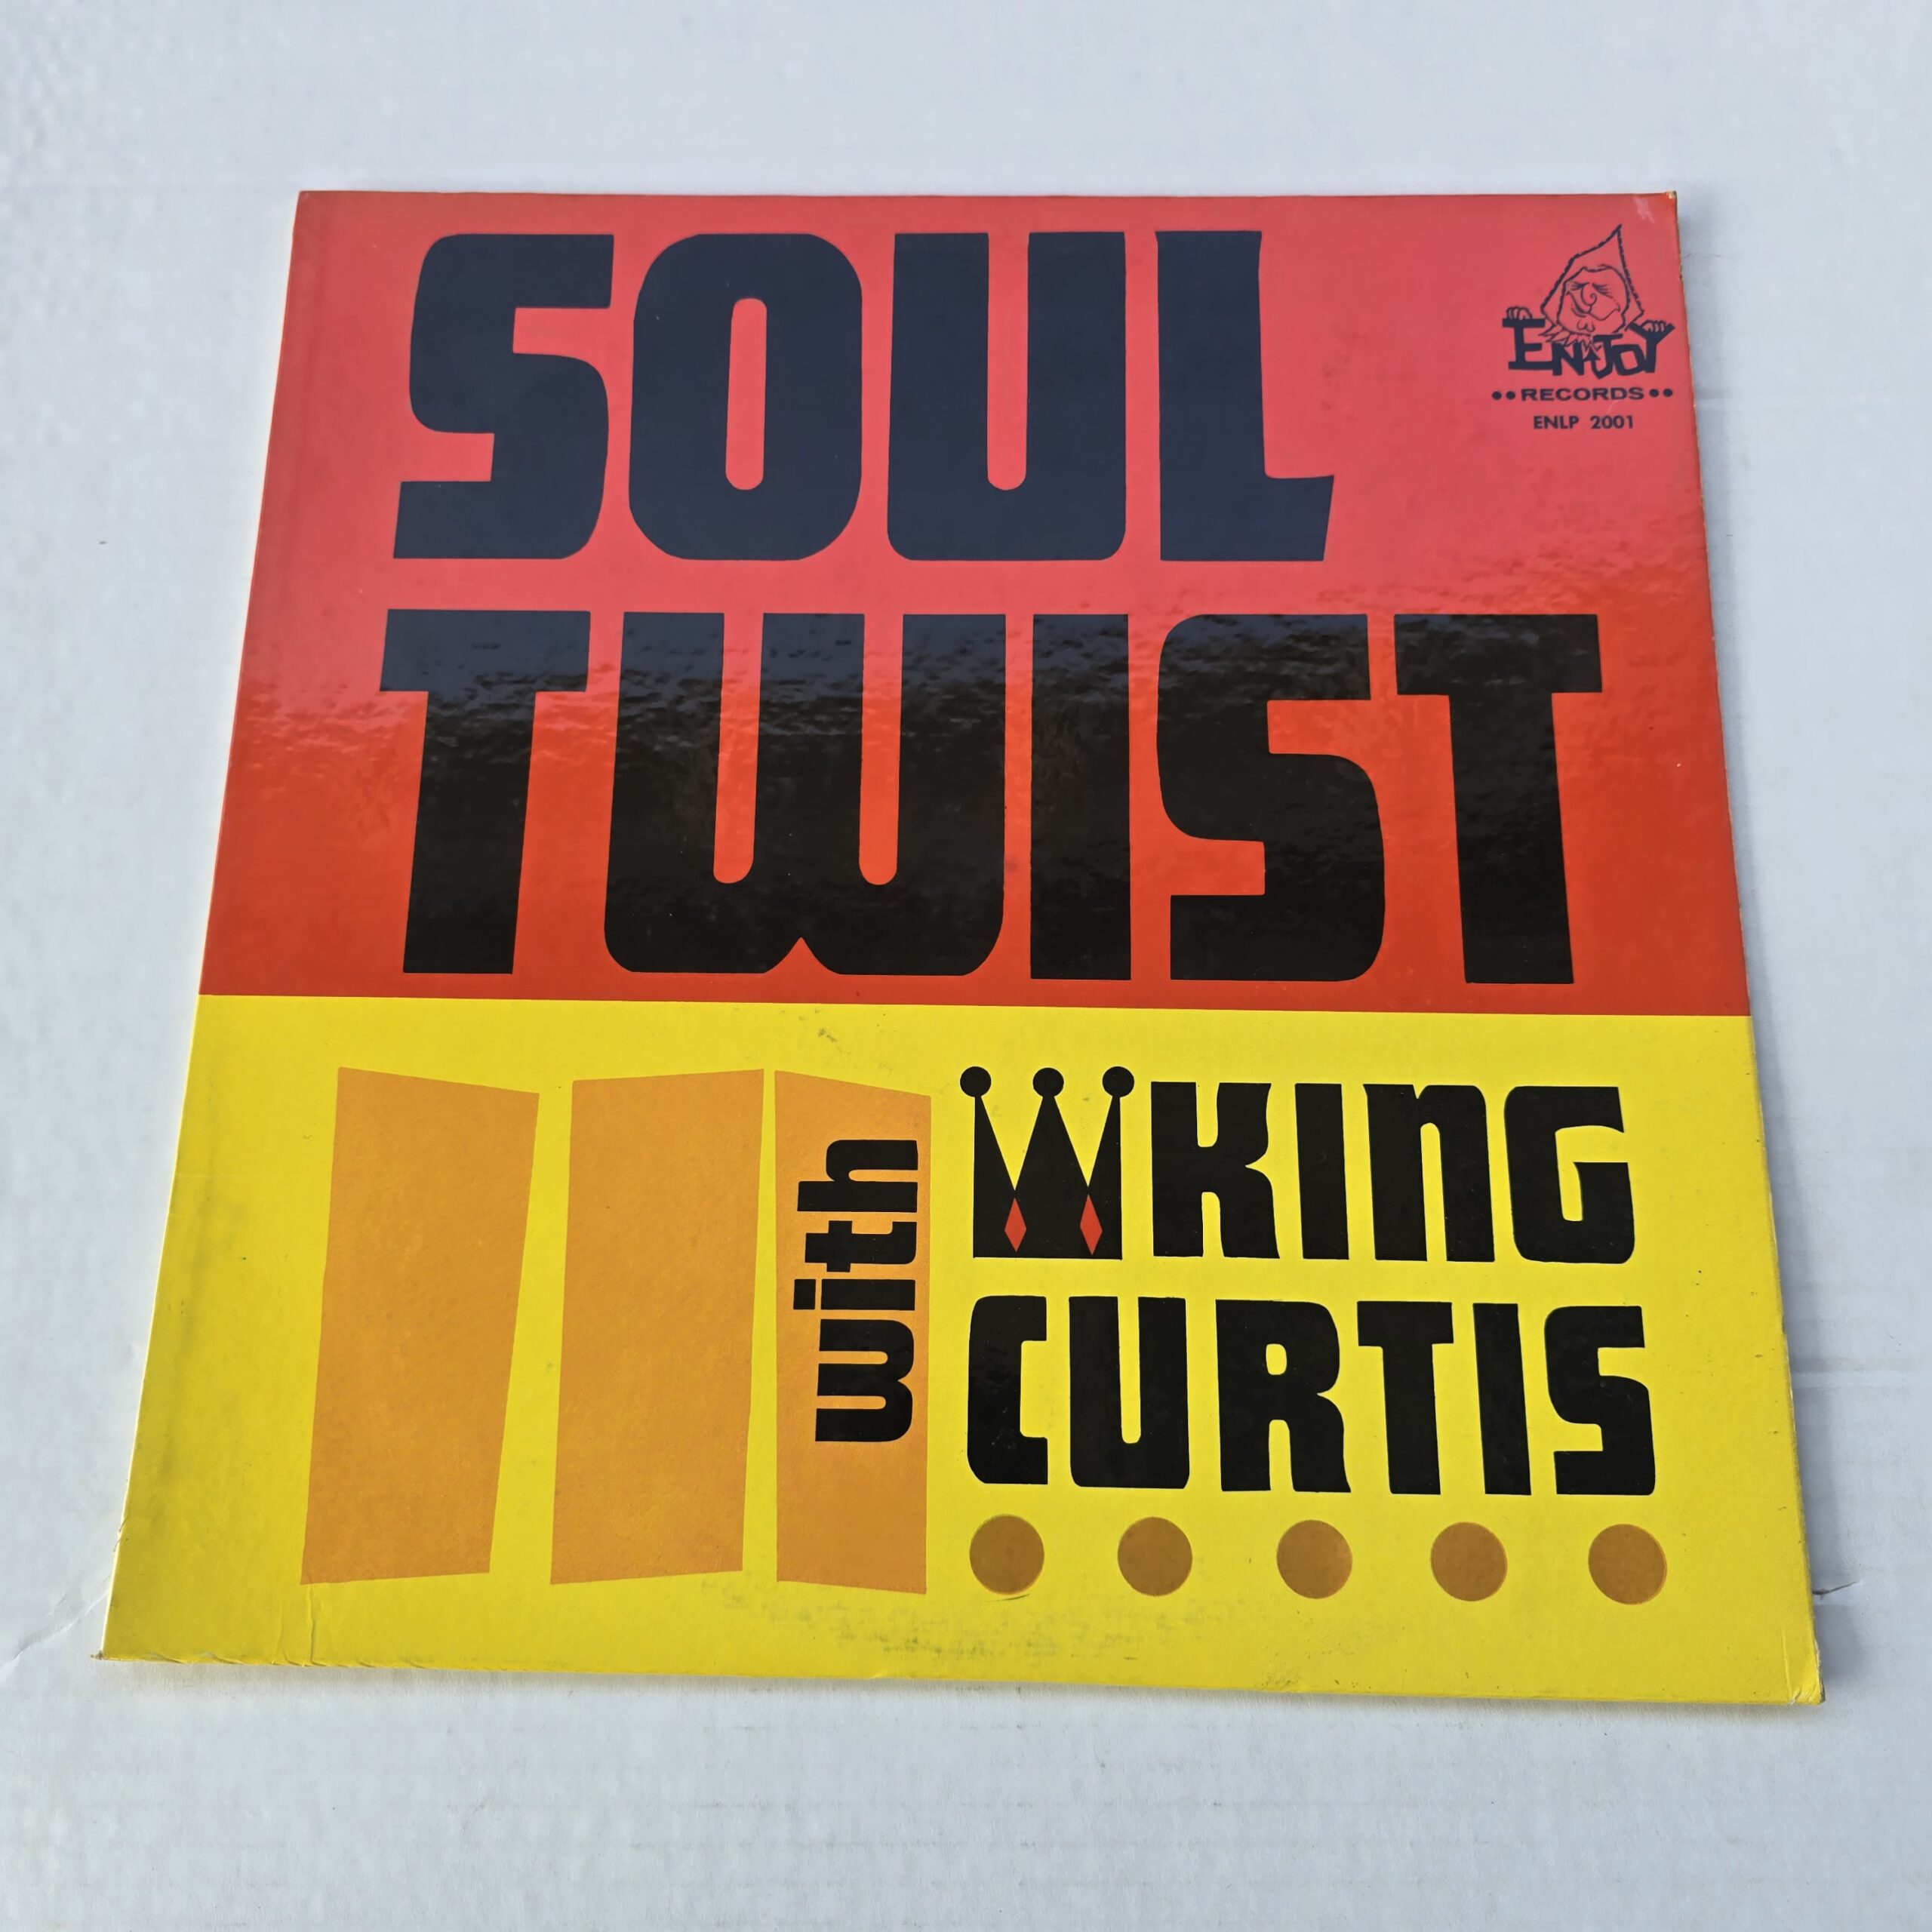 SOUL
TWIST
ENJOY
•• RECORDS ••
ENLP 2001
with
KING
CURTIS